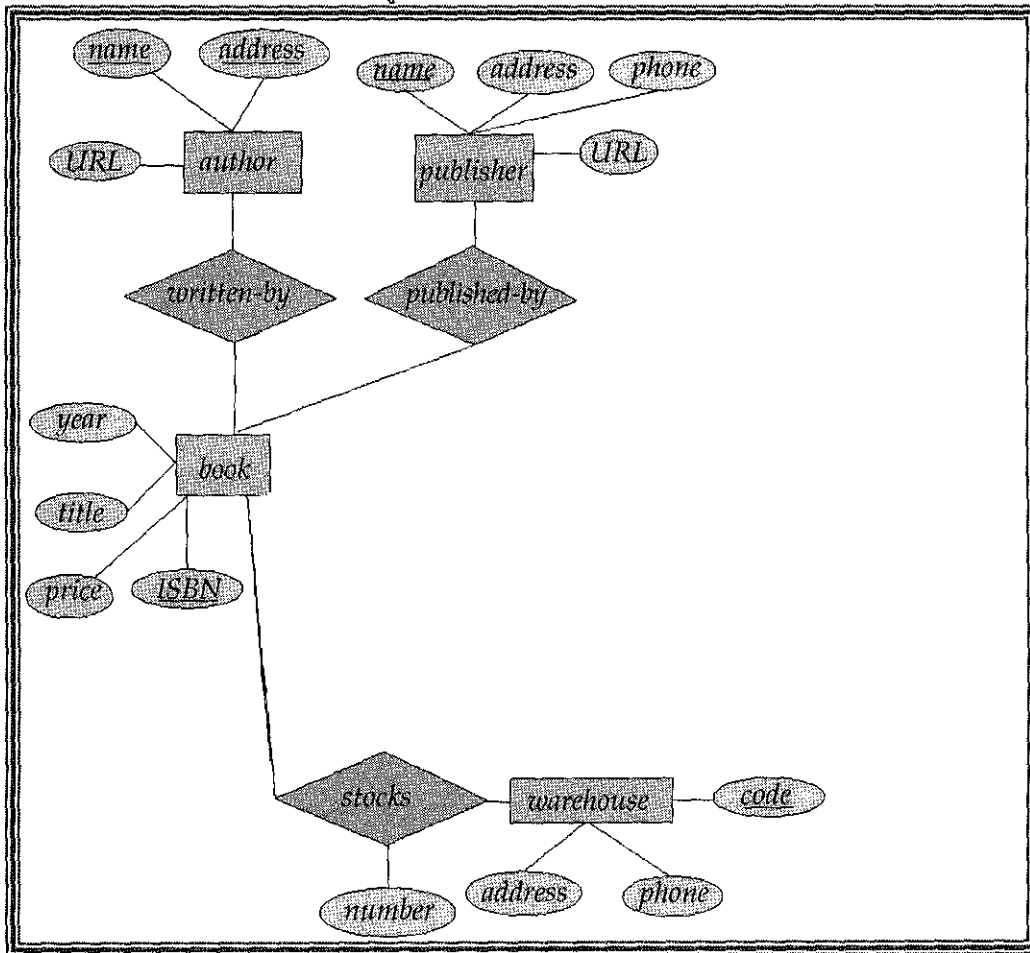 name
address
name
address
phone
URL
author
publisher
URL
written-by
published-by
year
book
title
price
ISBN
stocks
warehouse
code
number
address
phone